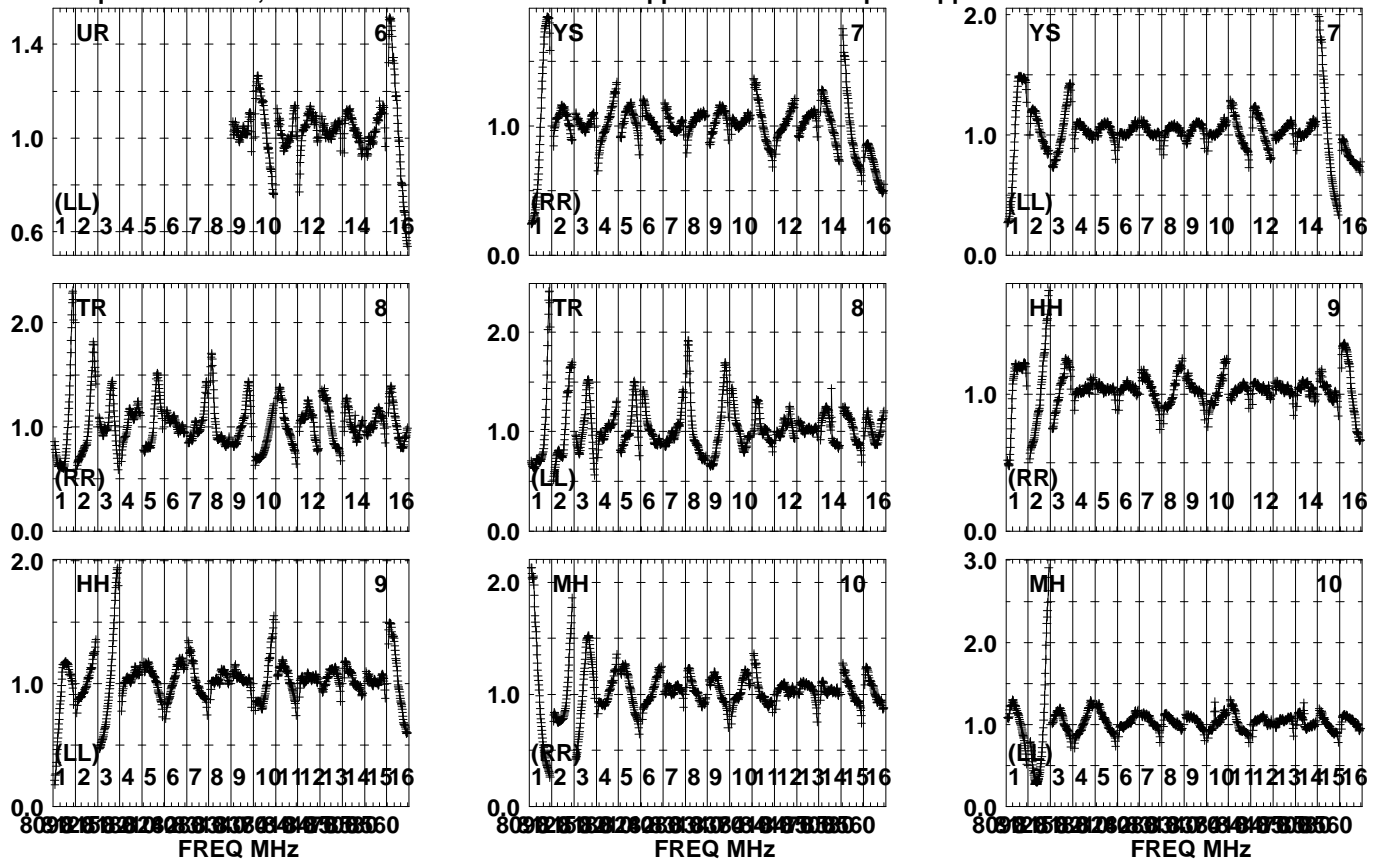 UR 6 YS 7 YS 7
1.4 2.0
1.0 1.0 1.0
(LL) (RR) (LL)
1 2 3 4 5 6 7 8 9 10 12 14 16 1 2 3 4 6 7 8 9 10 12 14 16 1 2 3 4 5 6 7 8 9 10 12 14 16
0.6 0.0 0.0
TR 8 TR 8 HH 9
2.0 2.0
1.0 1.0 1.0
(RR) (LL) (RR)
1 2 3 4 5 6 7 8 9 10 12 14 16 1 2 3 4 5 6 7 8 9 10 12 14 16 1 2 3 4 5 6 7 8 9 10 12 14 16
0.0 0.0 0.0
HH 9 MH 10 MH 10
2.0 2.0 3.0
2.0
1.0 1.0 1.0
(LL) (RR) (LL)
1 2 3 4 5 6 7 8 9 10 11 12 13 14 15 16 1 2 3 4 5 6 7 8 9 10 11 12 13 14 15 16 1 2 3 4 5 6 7 8 9 10 11 12 13 14 15 16
0.0 0.0 0.0
FREQ MHz FREQ MHz FREQ MHz